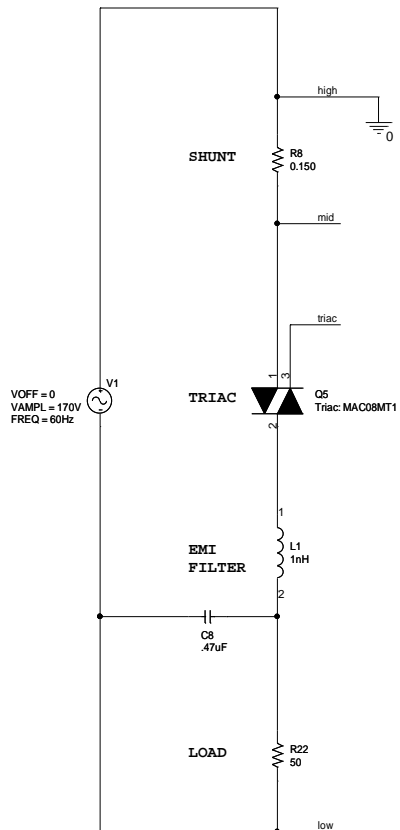 high
0
SHUNT
R8
0.150
mid
triac
1
3
V1
VOFF = 0
VAMPL = 170V
FREQ = 60Hz
TRIAC
Q5
Triac: MAC08MT1
2
1
EMI
FILTER
L1
1nH
2
C8
.47uF
LOAD
R22
50
low